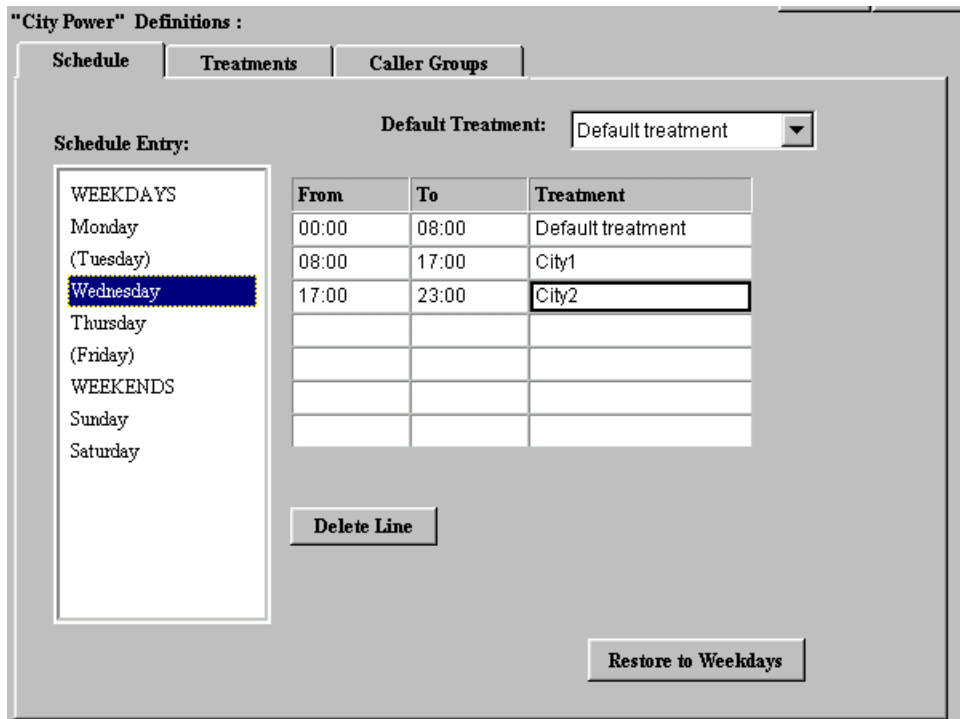 "City Power" Definitions :
Schedule Treatments Caller Groups
Default Treatment: Default treatment
Schedule Entry:
WEEKDAYS
Monday
(Tuesday)
Wednesday
Thursday
(Friday)
WEEKENDS
Sunday
Saturday
From To Treatment
00:00 08:00 Default treatment
08:00 17:00 City1
17:00 23:00 City2
Delete Line
Restore to Weekdays